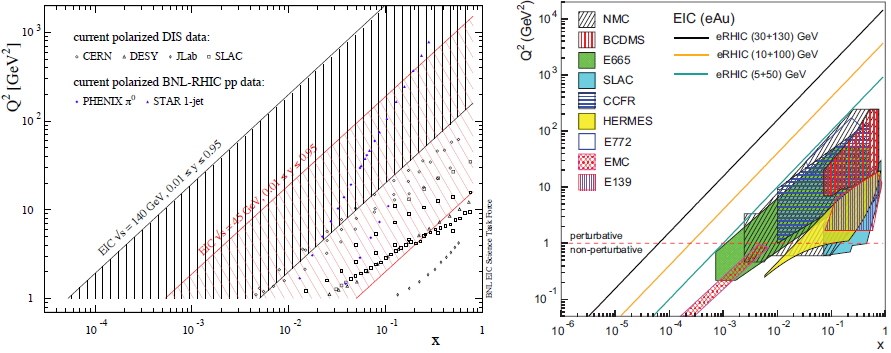 Q² [GeV²]
10³
10²
10
1
current polarized DIS data:
○ CERN △ DESY ◇ JLab □ SLAC
current polarized BNL-RHIC pp data:
● PHENIX π⁰ ▲ STAR 1-jet
EIC √s = 140 GeV, 0.01 ≤ y ≤ 0.95
EIC √s = 45 GeV, 0.01 ≤ y ≤ 0.95
BNL EIC Science Task Force
10⁻⁴ 10⁻³ 10⁻² 10⁻¹ 1
x
Q² (GeV²)
10⁴
10³
10²
10
1
10⁻¹
NMC
BCDMS
E665
SLAC
CCFR
HERMES
E772
EMC
E139
EIC (eAu)
eRHIC (30+130) GeV
eRHIC (10+100) GeV
eRHIC (5+50) GeV
perturbative
non-perturbative
10⁻⁶ 10⁻⁵ 10⁻⁴ 10⁻³ 10⁻² 10⁻¹ 1
x